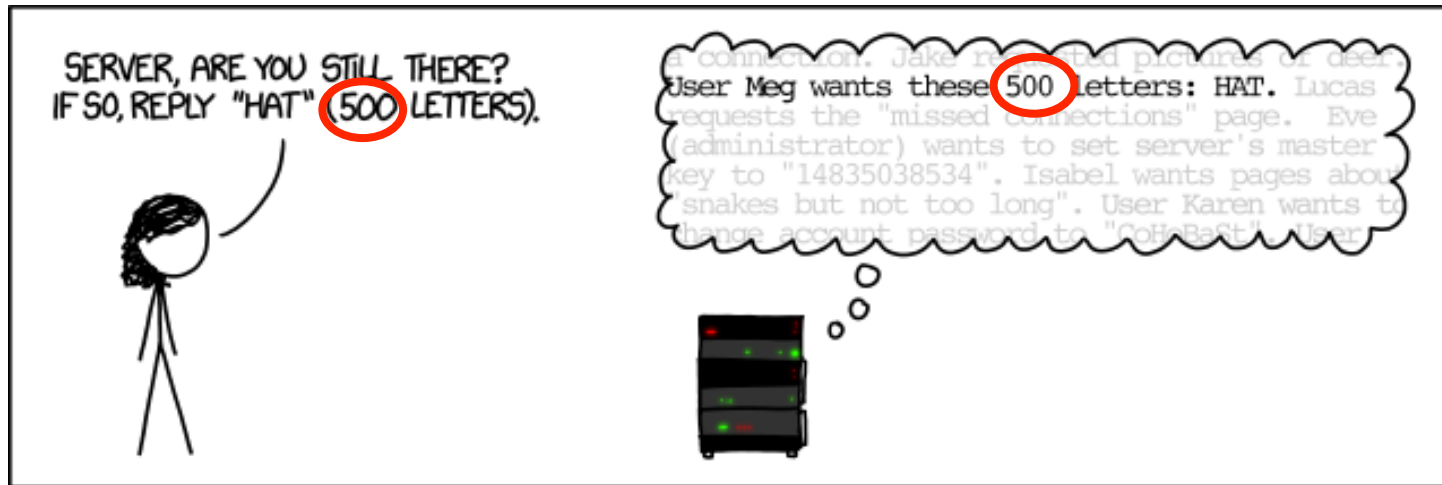 SERVER, ARE YOU STILL THERE?
IF SO, REPLY "HAT" (500 LETTERS).
a connection. Jake requested pictures of deer.
User Meg wants these 500 letters: HAT. Lucas
requests the "missed connections" page. Eve
(administrator) wants to set server's master
key to "14835038534". Isabel wants pages about
"snakes but not too long". User Karen wants to
change account password to "CoHoBaSt". User